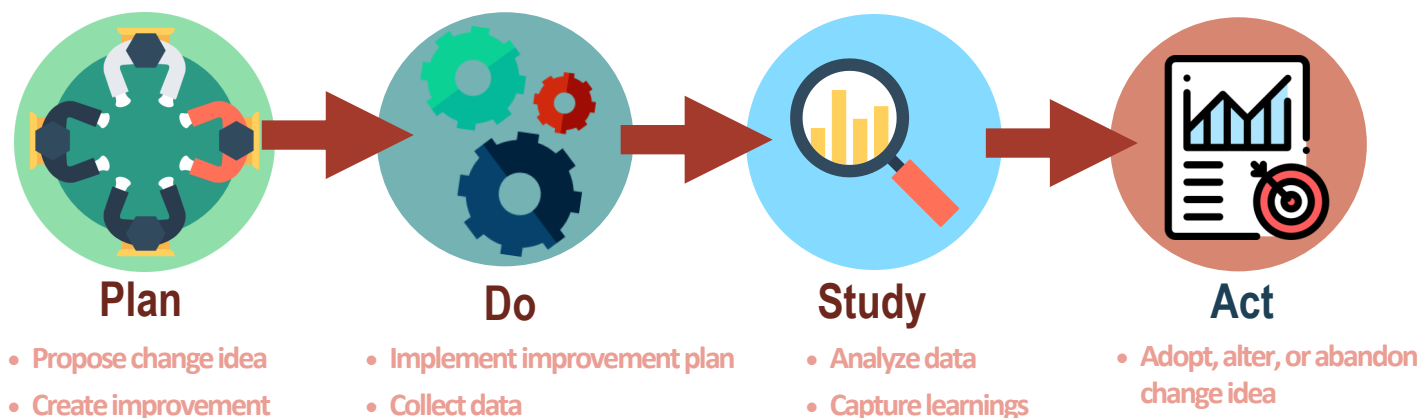 Plan
• Propose change idea
• Create improvement
Do
• Implement improvement plan
• Collect data
Study
• Analyze data
• Capture learnings
Act
• Adopt, alter, or abandon
change idea